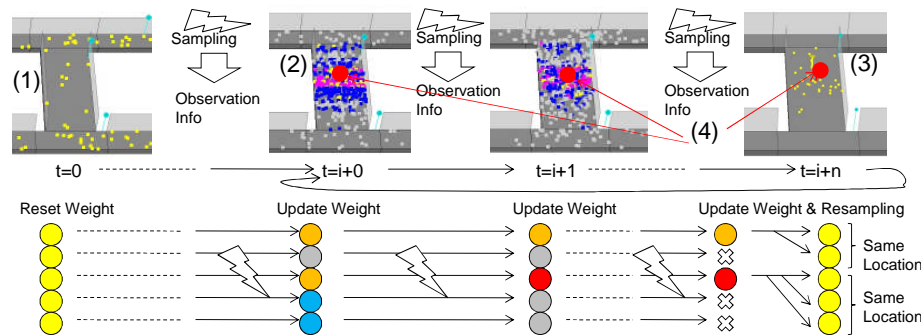 (1)
Sampling
Observation
Info
(2)
Sampling
Observation
Info
Sampling
Observation
Info
(3)
(4)
t=0
t=i+0
t=i+1
t=i+n
Reset Weight
Update Weight
Update Weight
Update Weight & Resampling
Same
Location
Same
Location